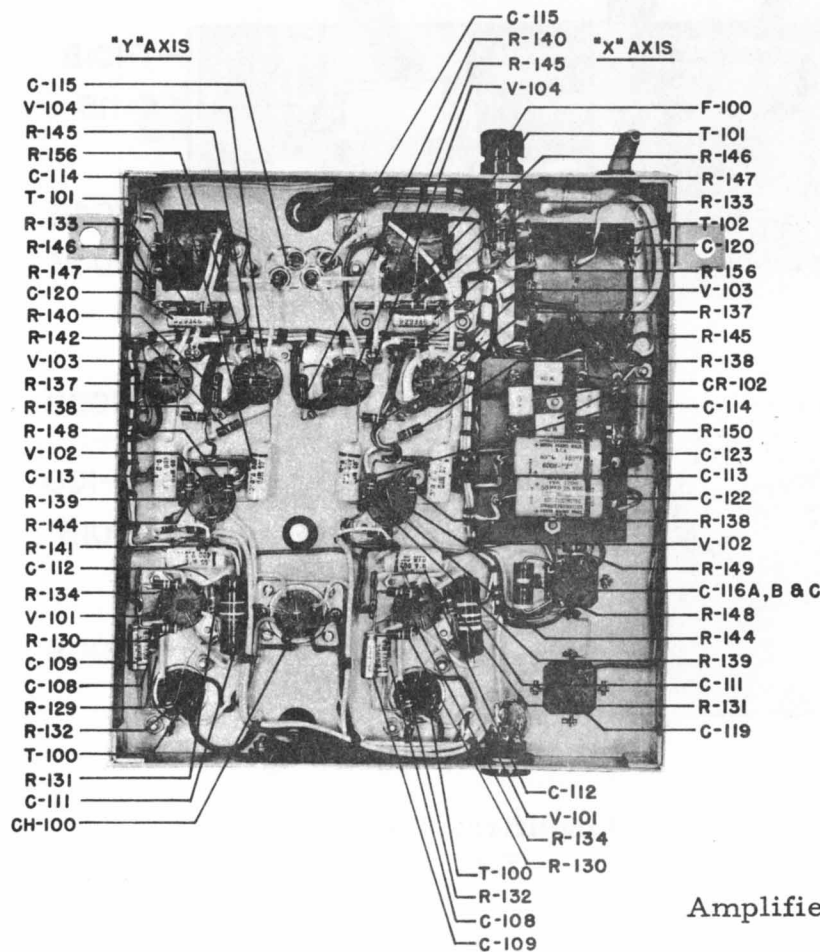 "Y" AXIS
C-115
V-104
R-145
R-156
C-114
T-101
R-133
R-146
R-147
C-120
R-140
R-142
V-103
R-137
R-138
R-148
V-102
C-113
R-139
R-144
R-141
C-112
R-134
V-101
R-130
C-109
C-108
R-129
R-132
T-100
R-131
C-111
CH-100
C-115
R-140
R-145
V-104
"X" AXIS
F-100
T-101
R-146
R-147
R-133
T-102
C-120
R-156
V-103
R-137
R-145
R-138
CR-102
C-114
R-150
C-123
C-113
C-122
R-138
V-102
R-149
C-116A, B & C
R-148
R-144
R-139
C-111
R-131
C-119
C-112
V-101
R-134
R-130
T-100
R-132
C-108
C-109
Amplifie